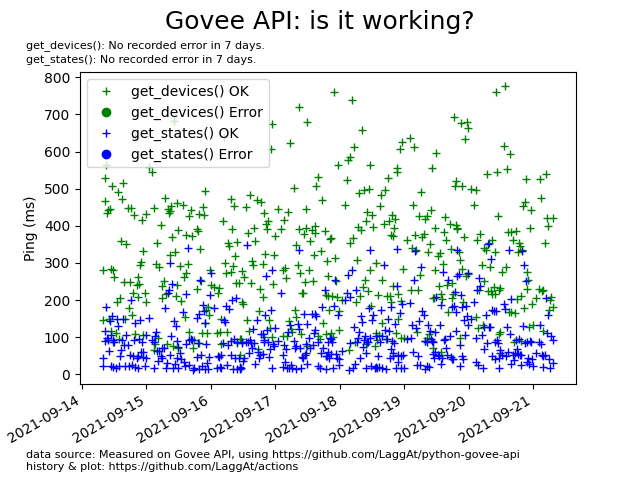 Govee API: is it working?
get_devices(): No recorded error in 7 days.
get_states(): No recorded error in 7 days.
get_devices() OK
get_devices() Error
get_states() OK
get_states() Error
Ping (ms)
800
700
600
500
400
300
200
100
0
2021-09-14
2021-09-15
2021-09-16
2021-09-17
2021-09-18
2021-09-19
2021-09-20
2021-09-21
data source: Measured on Govee API, using https://github.com/LaggAt/python-govee-api
history & plot: https://github.com/LaggAt/actions